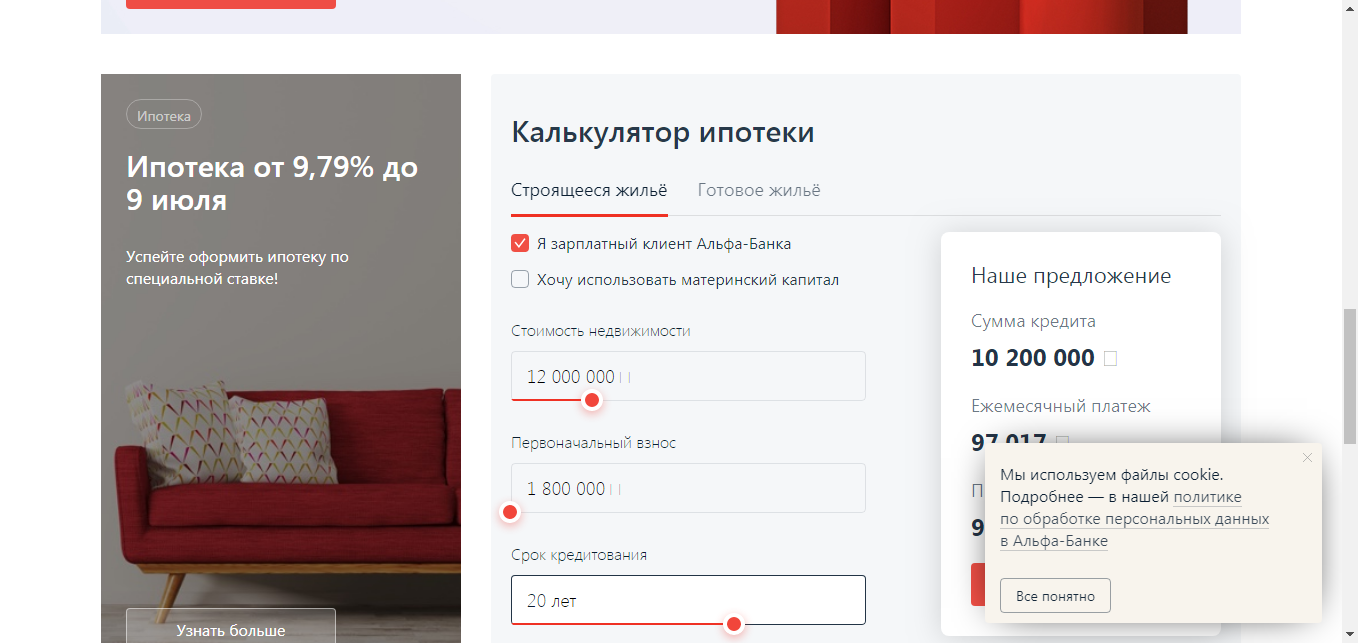 Ипотека
Ипотека от 9,79% до
9 июля
Успейте оформить ипотеку по
специальной ставке!
Узнать больше
Калькулятор ипотеки
Строящееся жильё
Готовое жильё
Я зарплатный клиент Альфа-Банка
Хочу использовать материнский капитал
Стоимость недвижимости
12 000 000
Первоначальный взнос
1 800 000
Срок кредитования
20 лет
Наше предложение
Сумма кредита
10 200 000
Ежемесячный платеж
97 017
Мы используем файлы cookie.
Подробнее — в нашей политике
по обработке персональных данных
в Альфа-Банке
Все понятно